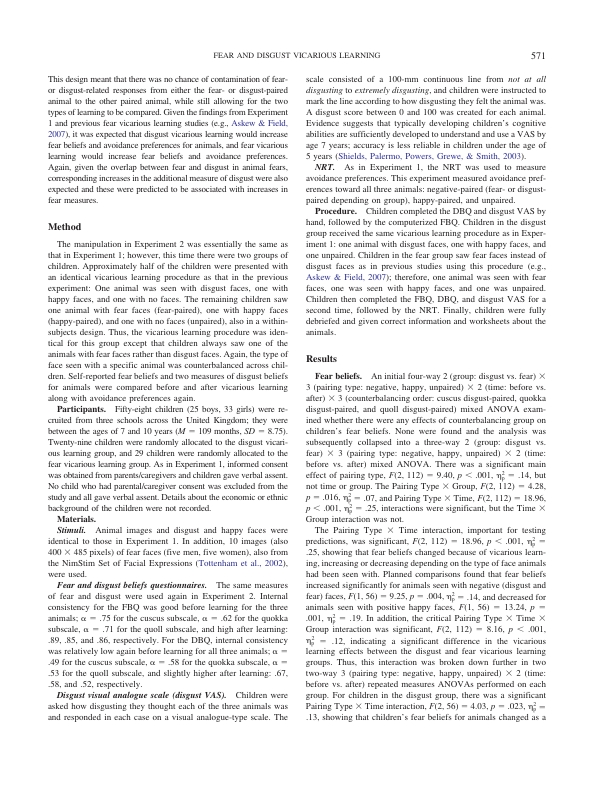 FEAR AND DISGUST VICARIOUS LEARNING
571
This design meant that there was no chance of contamination of fear-
or disgust-related responses from either the fear- or disgust-paired
animal to the other paired animal, while still allowing for the two
types of learning to be compared. Given the findings from Experiment
1 and previous fear vicarious learning studies (e.g., Askew & Field,
2007), it was expected that disgust vicarious learning would increase
fear beliefs and avoidance preferences for animals, and fear vicarious
learning would increase fear beliefs and avoidance preferences.
Again, given the overlap between fear and disgust in animal fears,
corresponding increases in the additional measure of disgust were also
expected and these were predicted to be associated with increases in
fear measures.
Method
The manipulation in Experiment 2 was essentially the same as
that in Experiment 1; however, this time there were two groups of
children. Approximately half of the children were presented with
an identical vicarious learning procedure as that in the previous
experiment: One animal was seen with disgust faces, one with
happy faces, and one with no faces. The remaining children saw
one animal with fear faces (fear-paired), one with happy faces
(happy-paired), and one with no faces (unpaired), also in a within-
subjects design. Thus, the vicarious learning procedure was iden-
tical for this group except that children always saw one of the
animals with fear faces rather than disgust faces. Again, the type of
face seen with a specific animal was counterbalanced across chil-
dren. Self-reported fear beliefs and two measures of disgust beliefs
for animals were compared before and after vicarious learning
along with avoidance preferences again.
Participants. Fifty-eight children (25 boys, 33 girls) were re-
cruited from three schools across the United Kingdom; they were
between the ages of 7 and 10 years (M = 109 months, SD = 8.75).
Twenty-nine children were randomly allocated to the disgust vicari-
ous learning group, and 29 children were randomly allocated to the
fear vicarious learning group. As in Experiment 1, informed consent
was obtained from parents/caregivers and children gave verbal assent.
No child who had parental/caregiver consent was excluded from the
study and all gave verbal assent. Details about the economic or ethnic
background of the children were not recorded.
Materials.
Stimuli. Animal images and disgust and happy faces were
identical to those in Experiment 1. In addition, 10 images (also
400 × 485 pixels) of fear faces (five men, five women), also from
the NimStim Set of Facial Expressions (Tottenham et al., 2002),
were used.
Fear and disgust beliefs questionnaires. The same measures
of fear and disgust were used again in Experiment 2. Internal
consistency for the FBQ was good before learning for the three
animals; α = .75 for the cuscus subscale, α = .62 for the quokka
subscale, α = .71 for the quoll subscale, and high after learning:
.89, .85, and .86, respectively. For the DBQ, internal consistency
was relatively low again before learning for all three animals; α =
.49 for the cuscus subscale, α = .58 for the quokka subscale, α =
.53 for the quoll subscale, and slightly higher after learning: .67,
.58, and .52, respectively.
Disgust visual analogue scale (disgust VAS). Children were
asked how disgusting they thought each of the three animals was
and responded in each case on a visual analogue-type scale. The
scale consisted of a 100-mm continuous line from not at all
disgusting to extremely disgusting, and children were instructed to
mark the line according to how disgusting they felt the animal was.
A disgust score between 0 and 100 was created for each animal.
Evidence suggests that typically developing children's cognitive
abilities are sufficiently developed to understand and use a VAS by
age 7 years; accuracy is less reliable in children under the age of
5 years (Shields, Palermo, Powers, Grewe, & Smith, 2003).
NRT. As in Experiment 1, the NRT was used to measure
avoidance preferences. This experiment measured avoidance pref-
erences toward all three animals: negative-paired (fear- or disgust-
paired depending on group), happy-paired, and unpaired.
Procedure. Children completed the DBQ and disgust VAS by
hand, followed by the computerized FBQ. Children in the disgust
group received the same vicarious learning procedure as in Exper-
iment 1: one animal with disgust faces, one with happy faces, and
one unpaired. Children in the fear group saw fear faces instead of
disgust faces as in previous studies using this procedure (e.g.,
Askew & Field, 2007); therefore, one animal was seen with fear
faces, one was seen with happy faces, and one was unpaired.
Children then completed the FBQ, DBQ, and disgust VAS for a
second time, followed by the NRT. Finally, children were fully
debriefed and given correct information and worksheets about the
animals.
Results
Fear beliefs. An initial four-way 2 (group: disgust vs. fear) ×
3 (pairing type: negative, happy, unpaired) × 2 (time: before vs.
after) × 3 (counterbalancing order: cuscus disgust-paired, quokka
disgust-paired, and quoll disgust-paired) mixed ANOVA exam-
ined whether there were any effects of counterbalancing group on
children's fear beliefs. None were found and the analysis was
subsequently collapsed into a three-way 2 (group: disgust vs.
fear) × 3 (pairing type: negative, happy, unpaired) × 2 (time:
before vs. after) mixed ANOVA. There was a significant main
effect of pairing type, F(2, 112) = 9.40, p < .001, η²p = .14, but
not time or group. The Pairing Type × Group, F(2, 112) = 4.28,
p = .016, η²p = .07, and Pairing Type × Time, F(2, 112) = 18.96,
p < .001, η²p = .25, interactions were significant, but the Time ×
Group interaction was not.
The Pairing Type × Time interaction, important for testing
predictions, was significant, F(2, 112) = 18.96, p < .001, η²p =
.25, showing that fear beliefs changed because of vicarious learn-
ing, increasing or decreasing depending on the type of face animals
had been seen with. Planned comparisons found that fear beliefs
increased significantly for animals seen with negative (disgust and
fear) faces, F(1, 56) = 9.25, p = .004, η²p = .14, and decreased for
animals seen with positive happy faces, F(1, 56) = 13.24, p =
.001, η²p = .19. In addition, the critical Pairing Type × Time ×
Group interaction was significant, F(2, 112) = 8.16, p < .001,
η²p = .12, indicating a significant difference in the vicarious
learning effects between the disgust and fear vicarious learning
groups. Thus, this interaction was broken down further in two
two-way 3 (pairing type: negative, happy, unpaired) × 2 (time:
before vs. after) repeated measures ANOVAs performed on each
group. For children in the disgust group, there was a significant
Pairing Type × Time interaction, F(2, 56) = 4.03, p = .023, η²p =
.13, showing that children's fear beliefs for animals changed as a